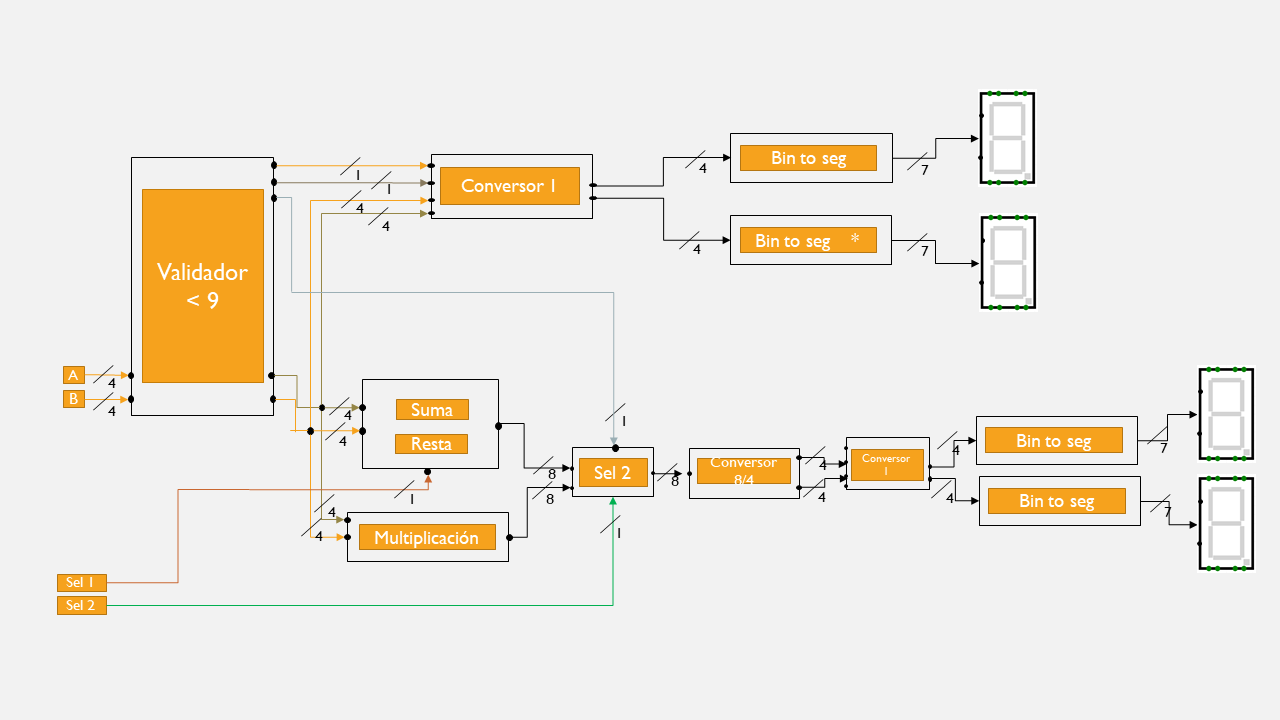 Bin to seg
4
7
1
Conversor 1
1
4
4
Bin to seg *
4
7
Validador
< 9
A
4
B
4
Suma
4
Resta
4
1
8
8
Sel 2
8
1
Conversor
8/4
4
4
Conversor
1
4
4
Bin to seg
7
Bin to seg
7
4
4
Multiplicación
1
1
Sel 1
Sel 2